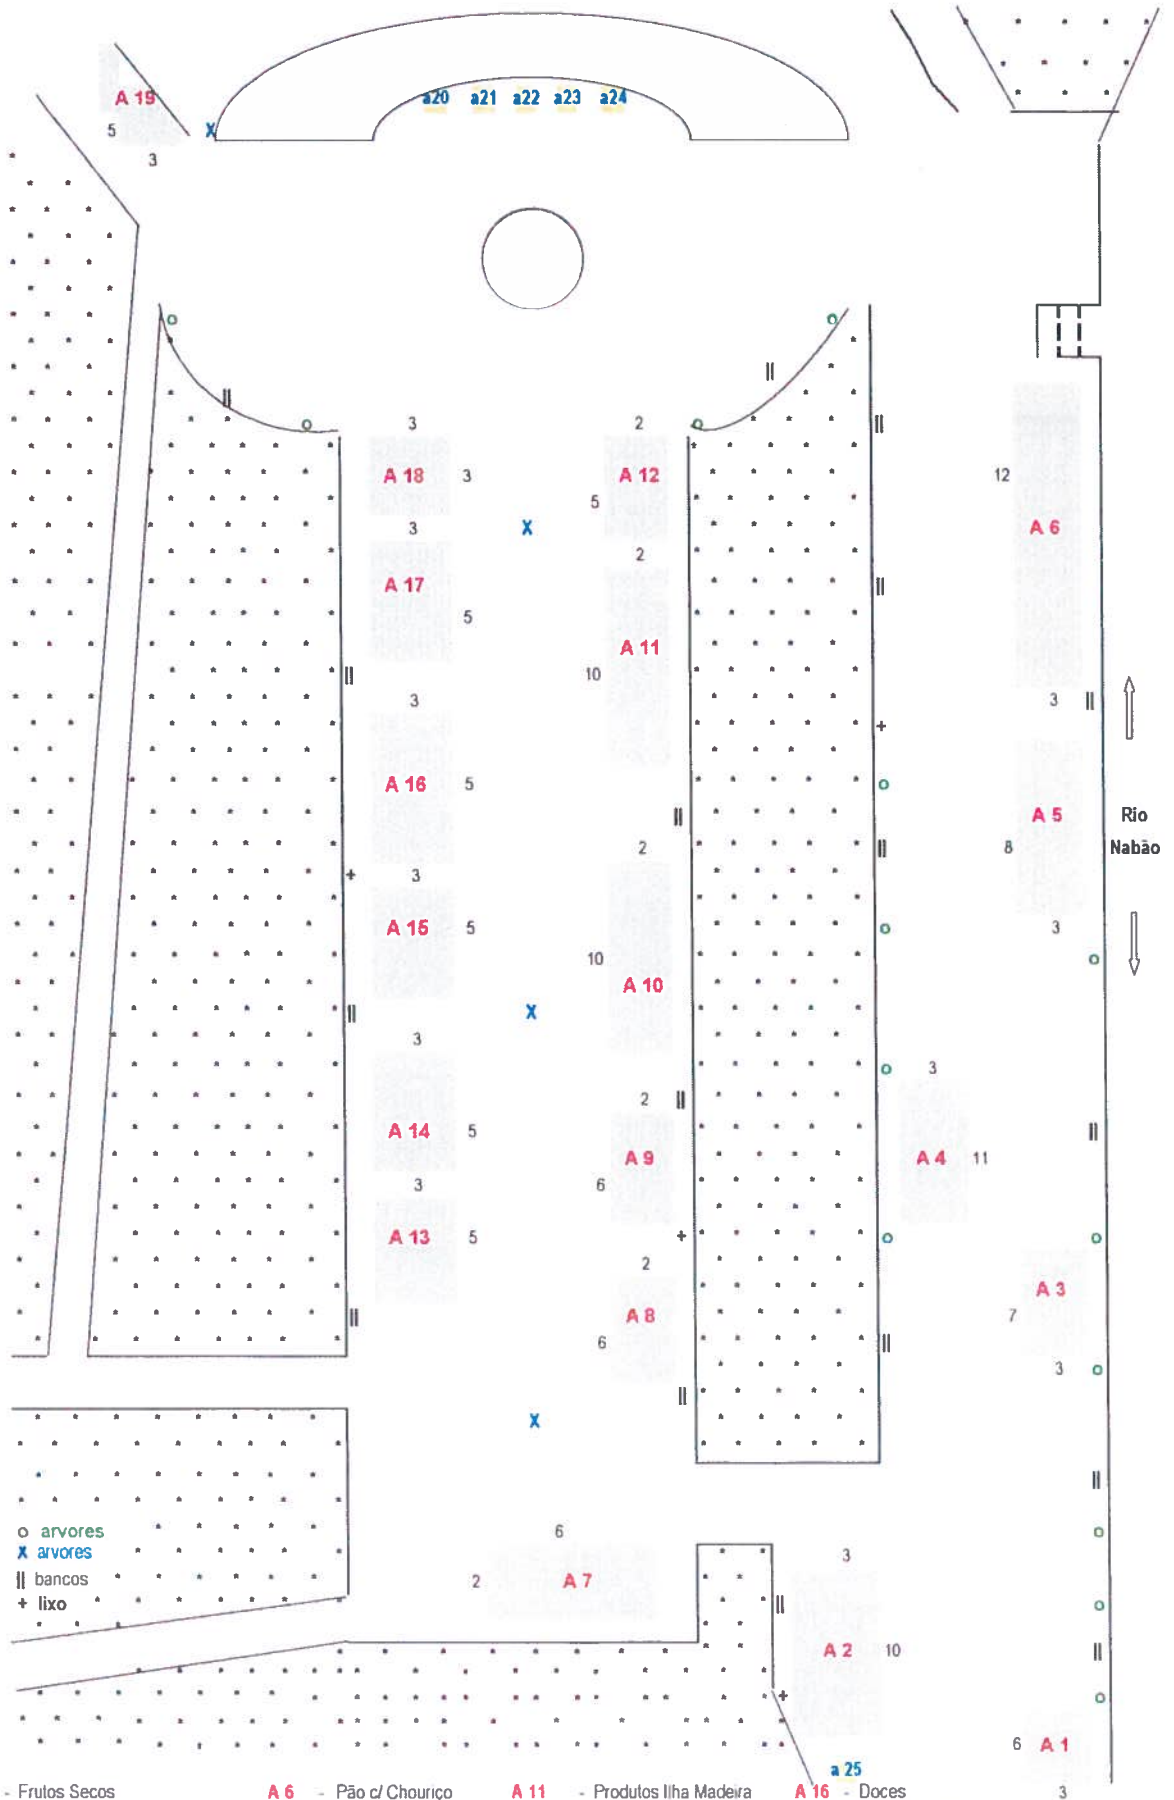 A 19
a20 a21 a22 a23 a24
5
X
3
3
2
A 18
3
A 12
12
5
3
X
A 6
2
A 17
5
A 11
10
3
3
+
A 16
5
A 5
Rio
2
8
Nabão
3
+
A 15
5
3
10
A 10
X
3
3
2
A 14
5
A 9
A 4
11
3
6
A 13
5
+
2
A 3
A 8
7
6
3
X
o arvores
6
X arvores
3
|| bancos
2
A 7
+ lixo
A 2
10
+
6
A 1
a 25
- Frutos Secos A 6 - Pão c/ Chouriço A 11 - Produtos Ilha Madeira A 16 - Doces 3